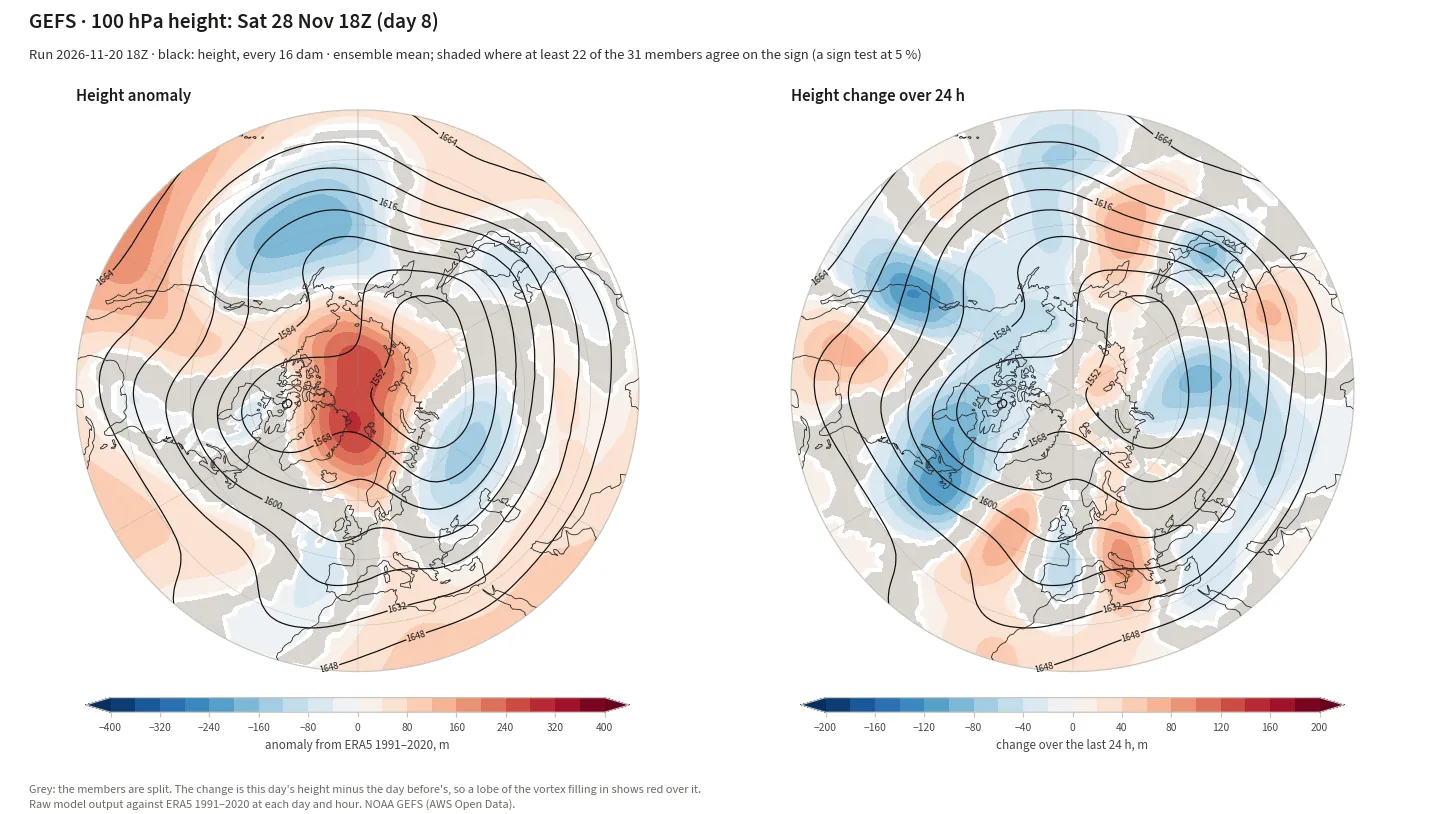 GEFS · 100 hPa height: Sat 28 Nov 18Z (day 8)
Run 2026-11-20 18Z · black: height, every 16 dam · ensemble mean; shaded where at least 22 of the 31 members agree on the sign (a sign test at 5 %)
Height anomaly
Height change over 24 h
1664
1616
1664
1584
1552
1568
1600
1632
1648
1648
1664
1616
1664
1584
1552
1568
1600
1632
1648
1648
−400 −320 −240 −160 −80 0 80 160 240 320 400
anomaly from ERA5 1991–2020, m
−200 −160 −120 −80 −40 0 40 80 120 160 200
change over the last 24 h, m
Grey: the members are split. The change is this day's height minus the day before's, so a lobe of the vortex filling in shows red over it.
Raw model output against ERA5 1991–2020 at each day and hour. NOAA GEFS (AWS Open Data).